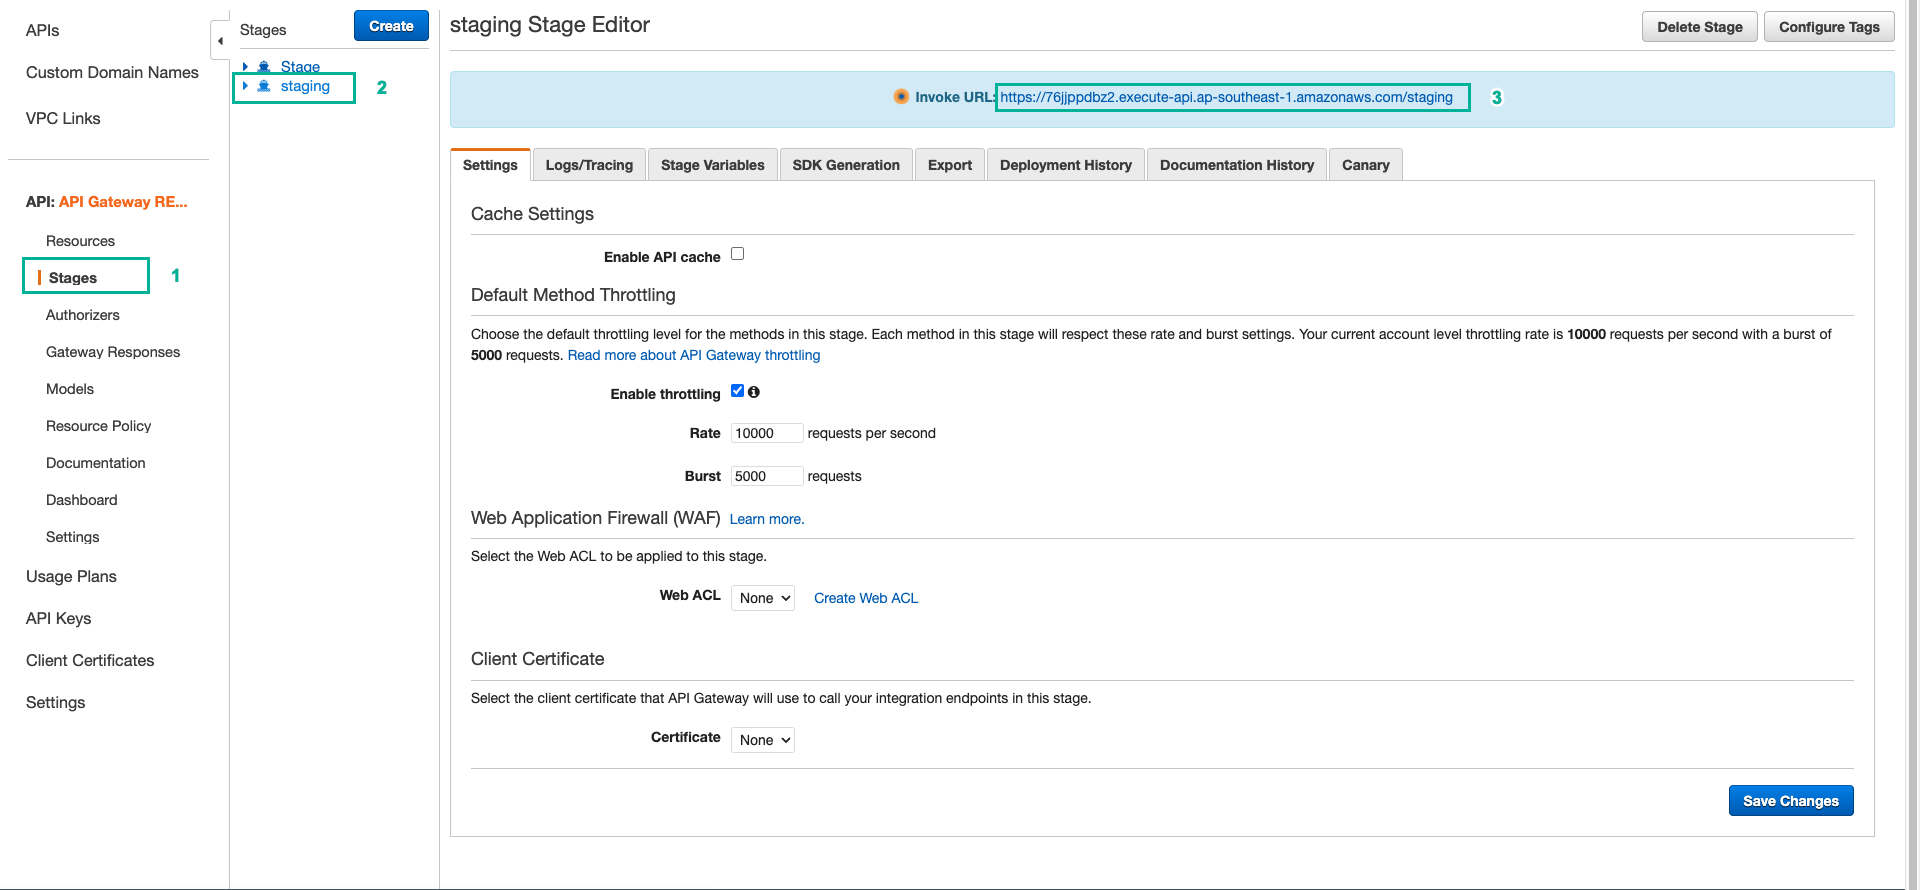 APIs
Custom Domain Names
VPC Links
API: API Gateway RE...
Resources
Stages
1
Authorizers
Gateway Responses
Models
Resource Policy
Documentation
Dashboard
Settings
Usage Plans
API Keys
Client Certificates
Settings
Stages
Create
Stage
staging
2
staging Stage Editor
Delete Stage
Configure Tags
Invoke URL: https://76jjppdbz2.execute-api.ap-southeast-1.amazonaws.com/staging
3
Settings
Logs/Tracing
Stage Variables
SDK Generation
Export
Deployment History
Documentation History
Canary
Cache Settings
Enable API cache
Default Method Throttling
Choose the default throttling level for the methods in this stage. Each method in this stage will respect these rate and burst settings. Your current account level throttling rate is 10000 requests per second with a burst of
5000 requests. Read more about API Gateway throttling
Enable throttling
Rate 10000 requests per second
Burst 5000 requests
Web Application Firewall (WAF) Learn more.
Select the Web ACL to be applied to this stage.
Web ACL None Create Web ACL
Client Certificate
Select the client certificate that API Gateway will use to call your integration endpoints in this stage.
Certificate None
Save Changes